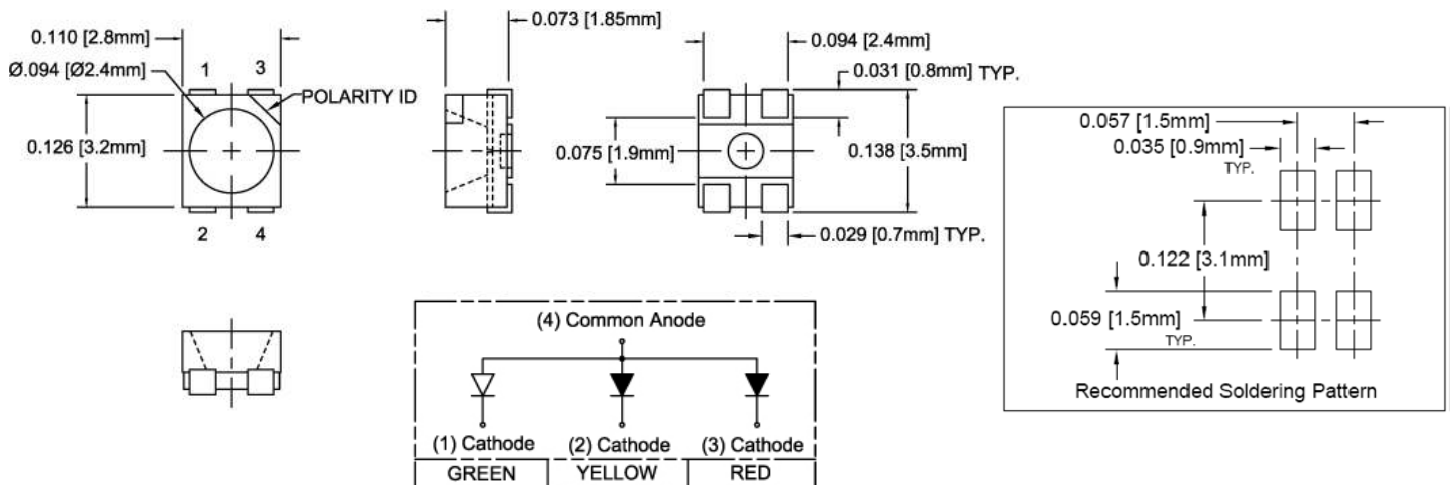 0.110 [2.8mm]
Ø.094 [Ø2.4mm]
1 3
POLARITY ID
0.126 [3.2mm]
2 4
0.073 [1.85mm]
0.094 [2.4mm]
0.031 [0.8mm] TYP.
0.075 [1.9mm]
0.138 [3.5mm]
0.029 [0.7mm] TYP.
(4) Common Anode
(1) Cathode (2) Cathode (3) Cathode
GREEN YELLOW RED
0.057 [1.5mm]
0.035 [0.9mm]
TYP.
0.122 [3.1mm]
0.059 [1.5mm]
TYP.
Recommended Soldering Pattern